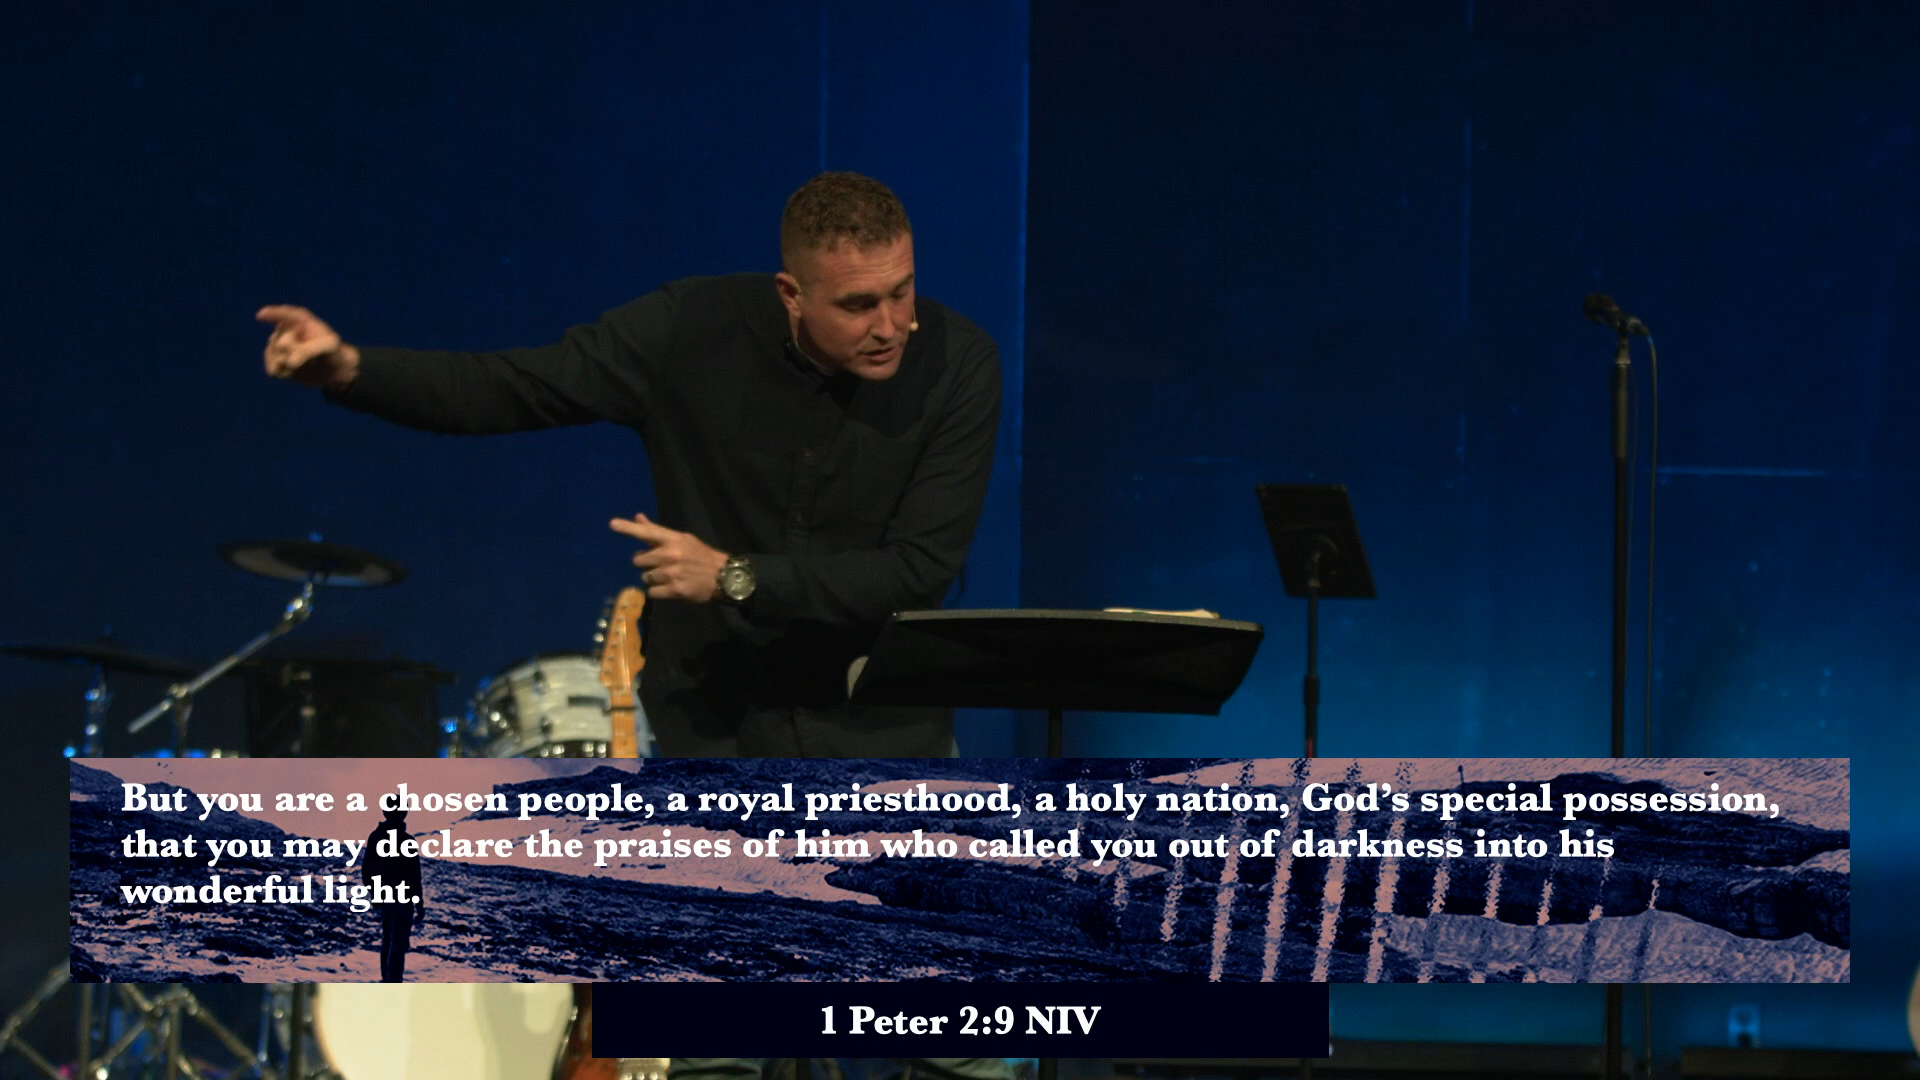 But you are a chosen people, a royal priesthood, a holy nation, God’s special possession,
that you may declare the praises of him who called you out of darkness into his
wonderful light.
1 Peter 2:9 NIV